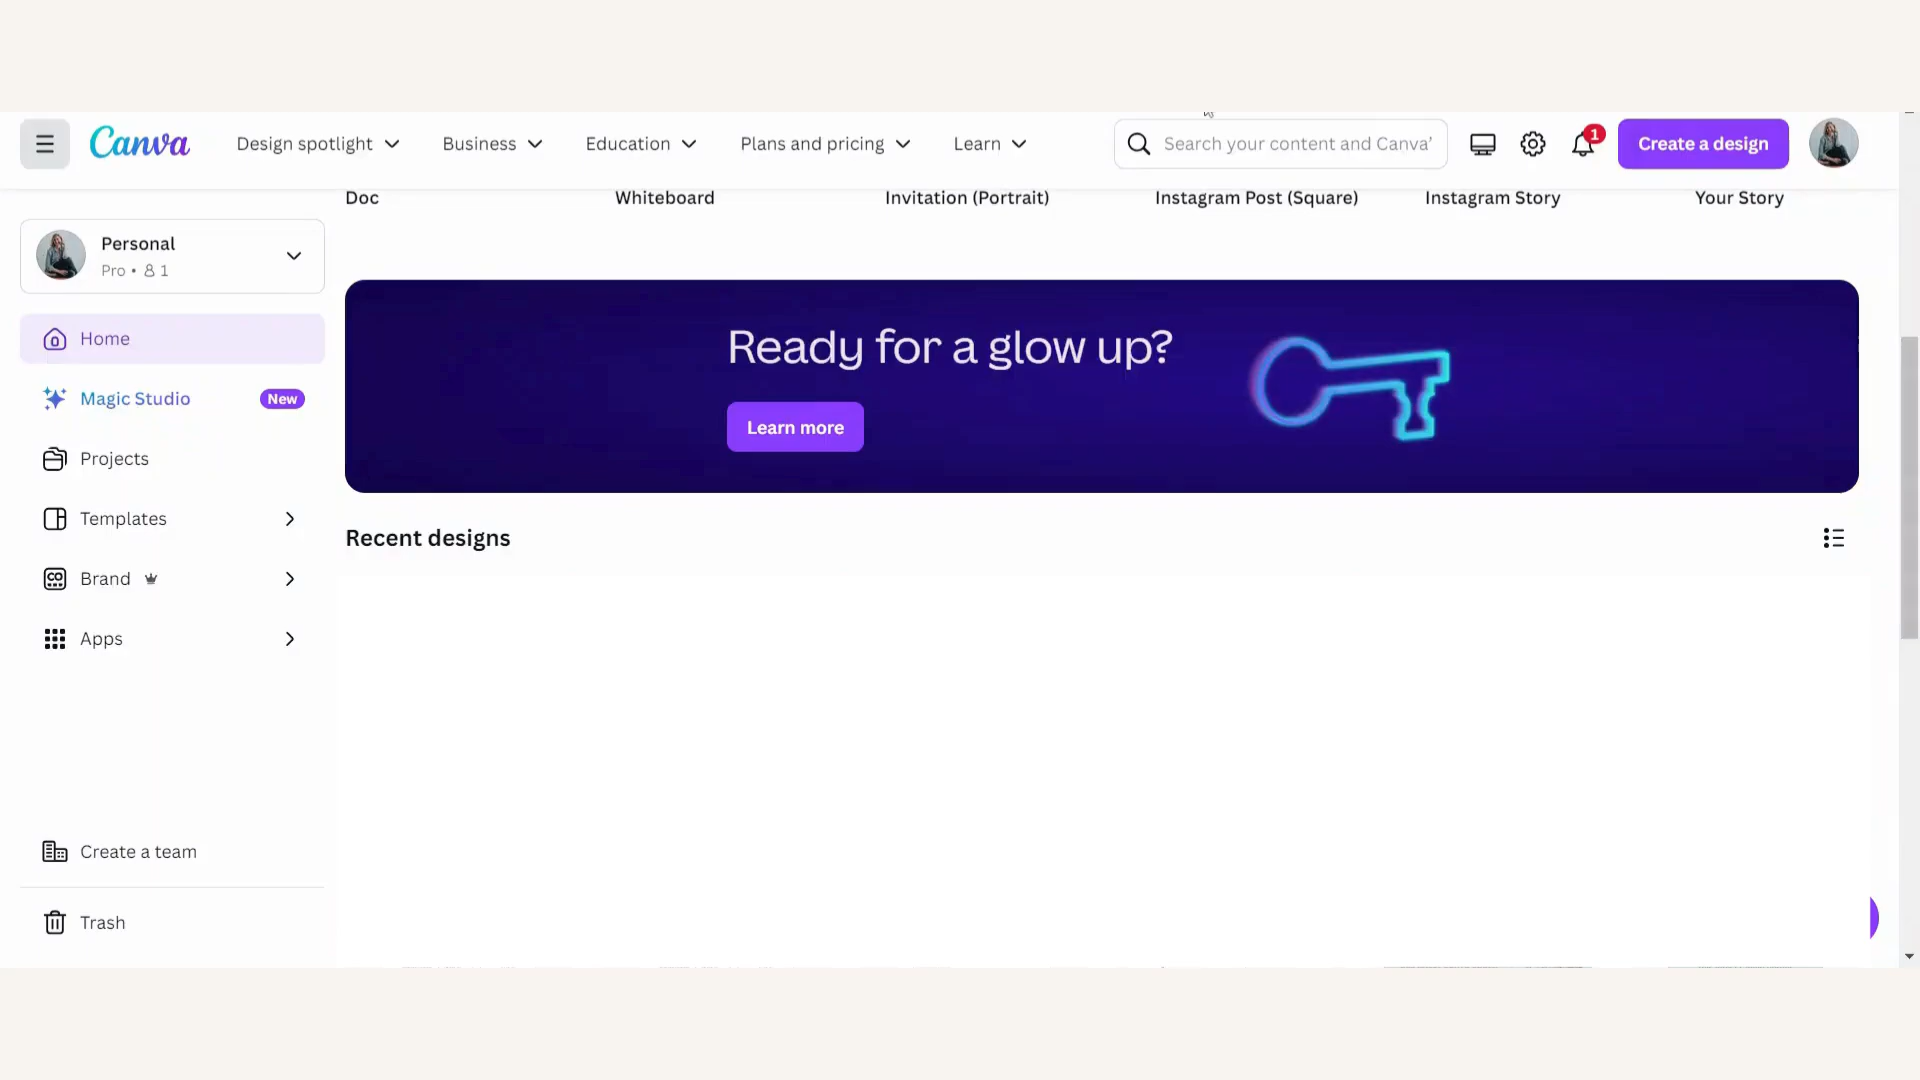 Canva
Design spotlight
Business
Education
Plans and pricing
Learn
Search your content and Canva'
1
Create a design
Doc
Whiteboard
Invitation (Portrait)
Instagram Post (Square)
Instagram Story
Your Story
Personal
Pro • 1
Home
Magic Studio
New
Projects
Templates
Brand
Apps
Create a team
Trash
Ready for a glow up?
Learn more
Recent designs